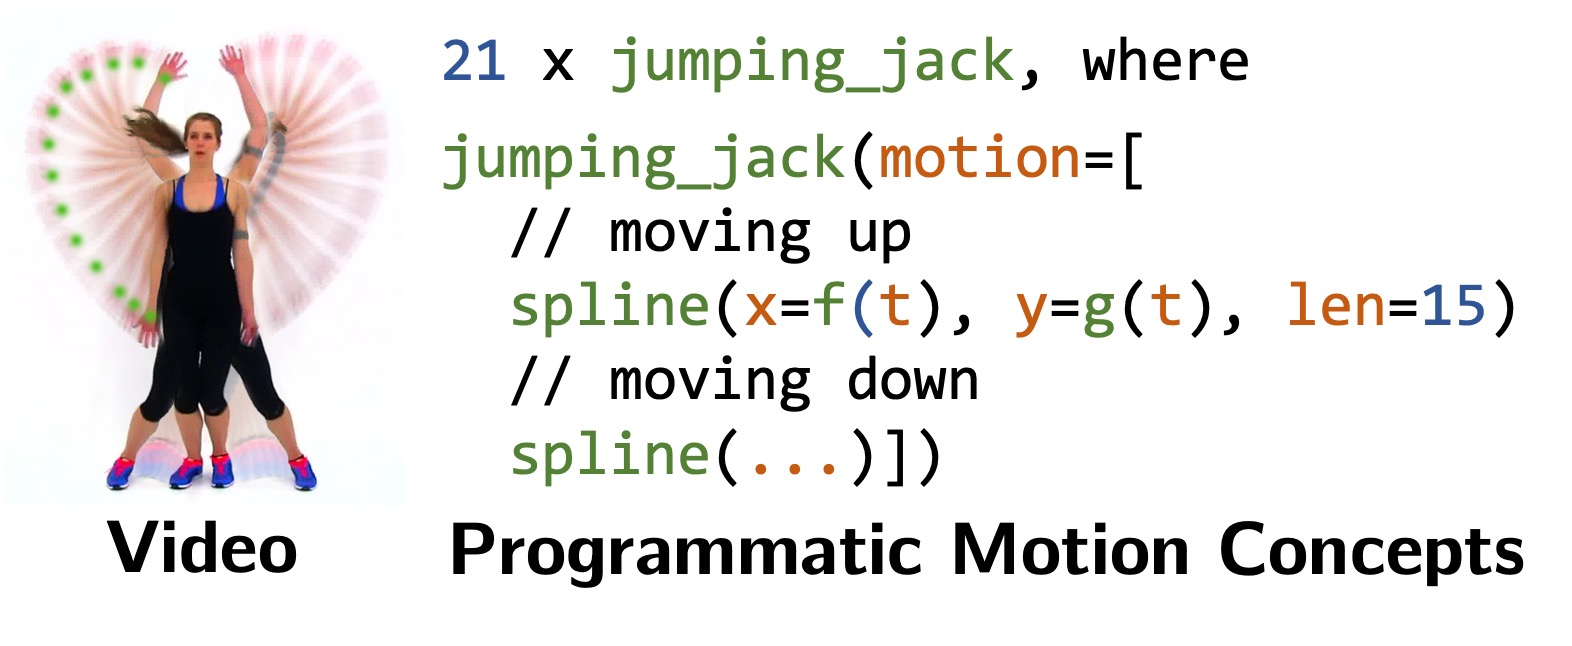 21 x jumping_jack, where
jumping_jack(motion=[
// moving up
spline(x=f(t), y=g(t), len=15)
// moving down
spline(...)])
Video
Programmatic Motion Concepts